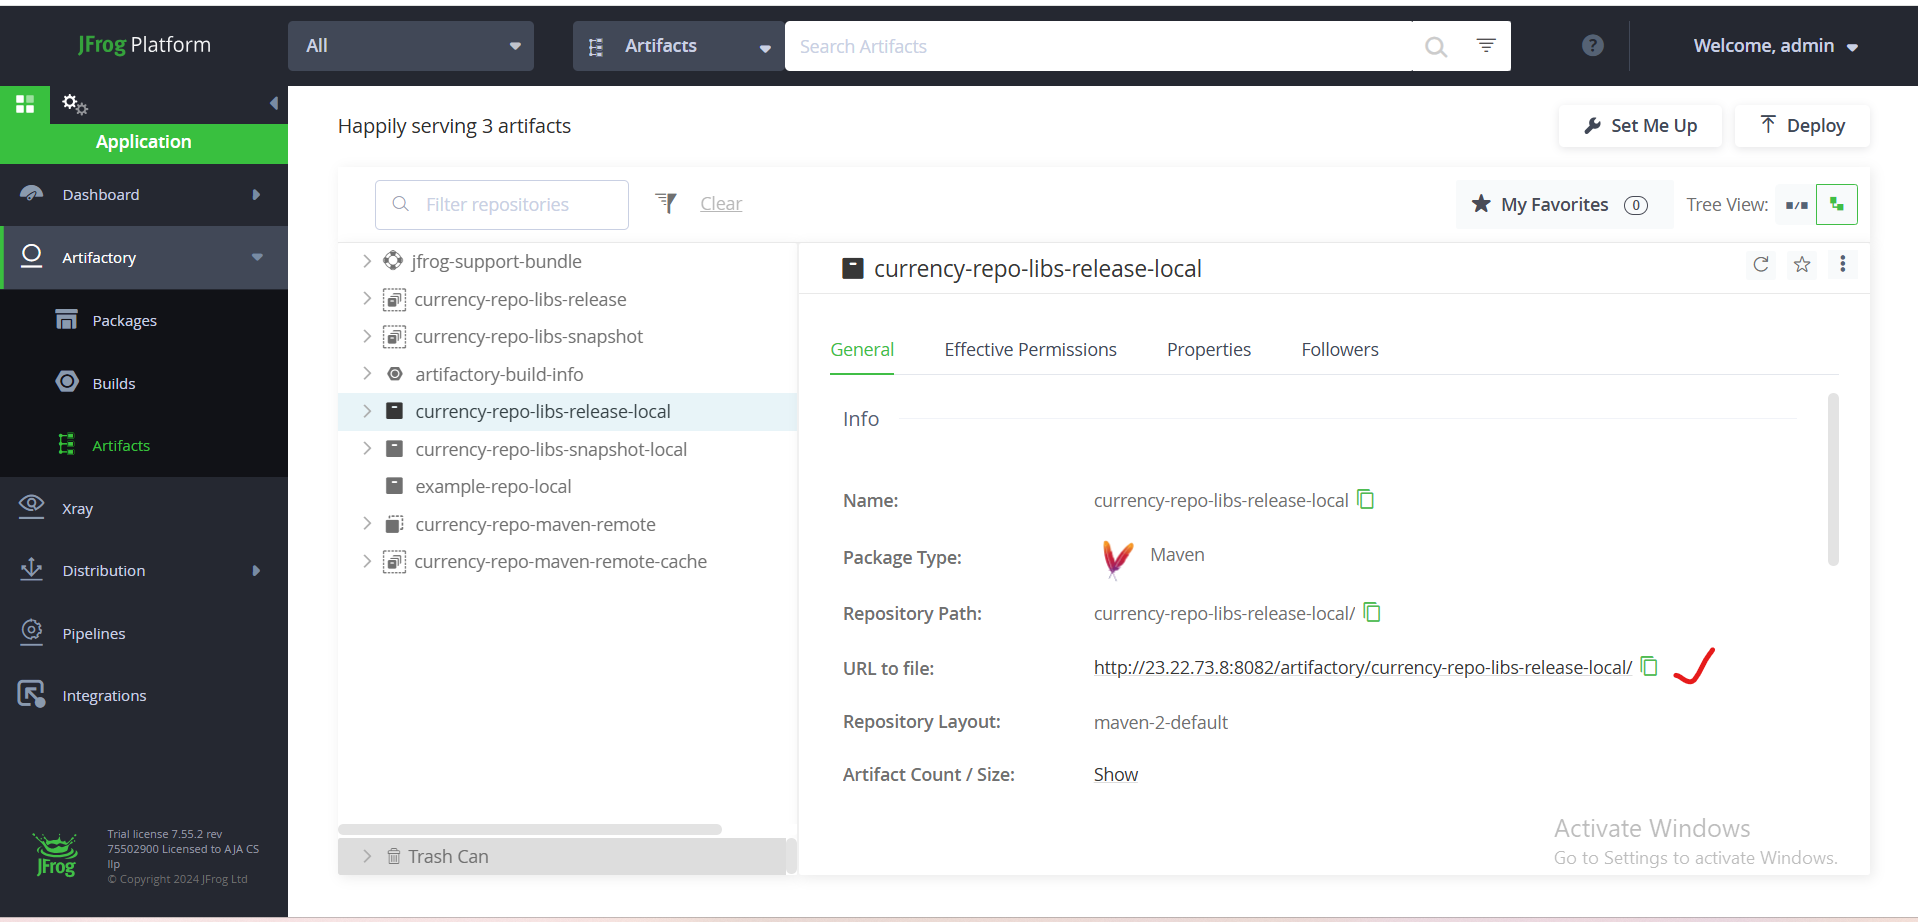 JFrog Platform
All
Artifacts
Search Artifacts
?
Welcome, admin
Application
Dashboard
Artifactory
Packages
Builds
Artifacts
Xray
Distribution
Pipelines
Integrations
JFrog
Trial license 7.55.2 rev
75502900 Licensed to AJA CS
llp
© Copyright 2024 JFrog Ltd
Happily serving 3 artifacts
Set Me Up
Deploy
Filter repositories
Clear
My Favorites (0)
Tree View:
jfrog-support-bundle
currency-repo-libs-release
currency-repo-libs-snapshot
artifactory-build-info
currency-repo-libs-release-local
currency-repo-libs-snapshot-local
example-repo-local
currency-repo-maven-remote
currency-repo-maven-remote-cache
Trash Can
currency-repo-libs-release-local
General Effective Permissions Properties Followers
Info
Name: currency-repo-libs-release-local
Package Type: Maven
Repository Path: currency-repo-libs-release-local/
URL to file: http://23.22.73.8:8082/artifactory/currency-repo-libs-release-local/
Repository Layout: maven-2-default
Artifact Count / Size: Show
Activate Windows
Go to Settings to activate Windows.